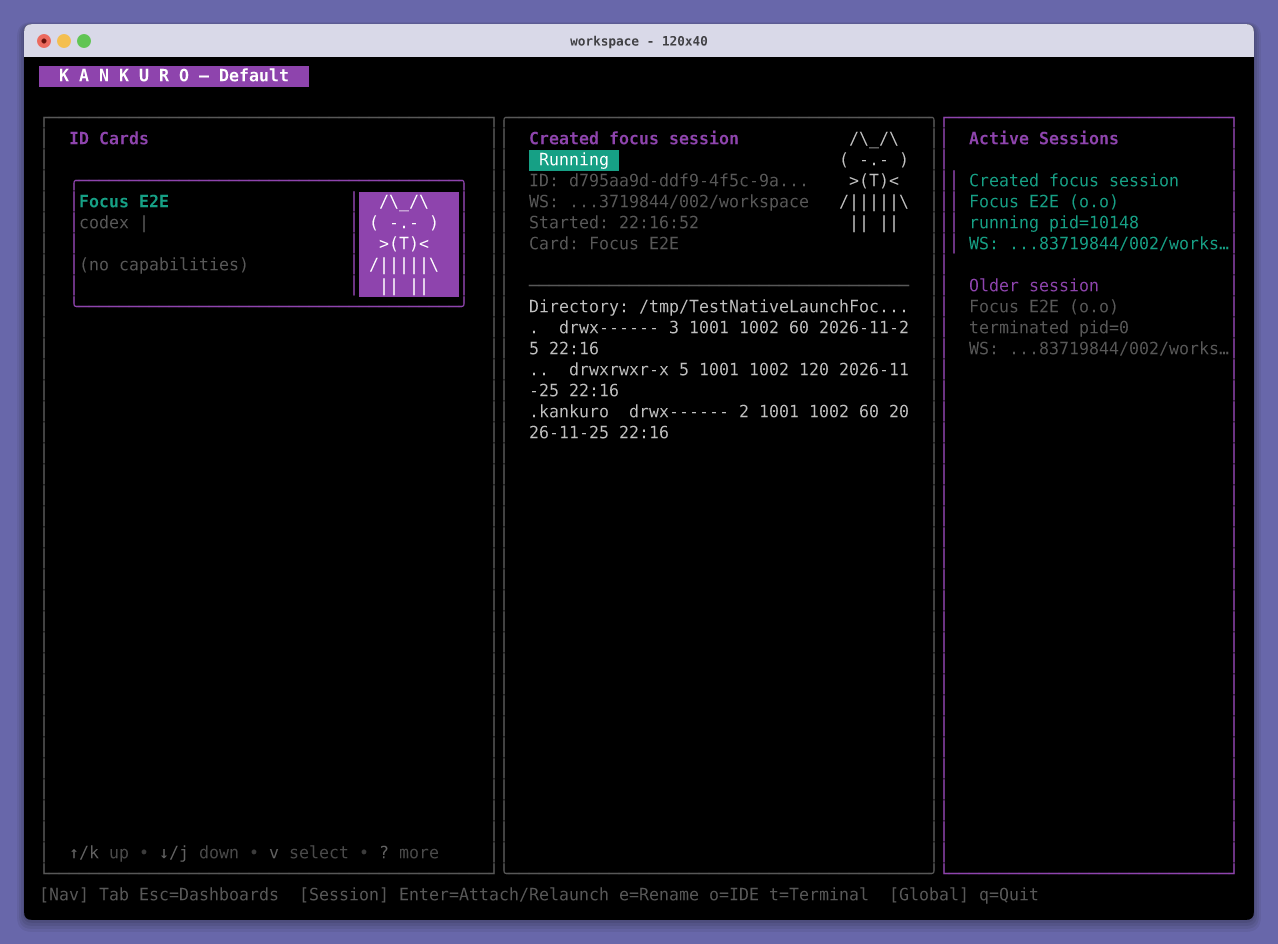 workspace - 120x40
K A N K U R O — Default
ID Cards
Focus E2E
codex |
(no capabilities)
/\_/\
( -.- )
>(T)<
/|||||\
|| ||
↑/k up • ↓/j down • v select • ? more
Created focus session
Running
ID: d795aa9d-ddf9-4f5c-9a...
WS: ...3719844/002/workspace
Started: 22:16:52
Card: Focus E2E
/\_/\
( -.- )
>(T)<
/|||||\
|| ||
Directory: /tmp/TestNativeLaunchFoc...
.  drwx------ 3 1001 1002 60 2026-11-2
5 22:16
..  drwxrwxr-x 5 1001 1002 120 2026-11
-25 22:16
.kankuro  drwx------ 2 1001 1002 60 20
26-11-25 22:16
Active Sessions
Created focus session
Focus E2E (o.o)
running pid=10148
WS: ...83719844/002/works…
Older session
Focus E2E (o.o)
terminated pid=0
WS: ...83719844/002/works…
[Nav] Tab Esc=Dashboards  [Session] Enter=Attach/Relaunch e=Rename o=IDE t=Terminal  [Global] q=Quit